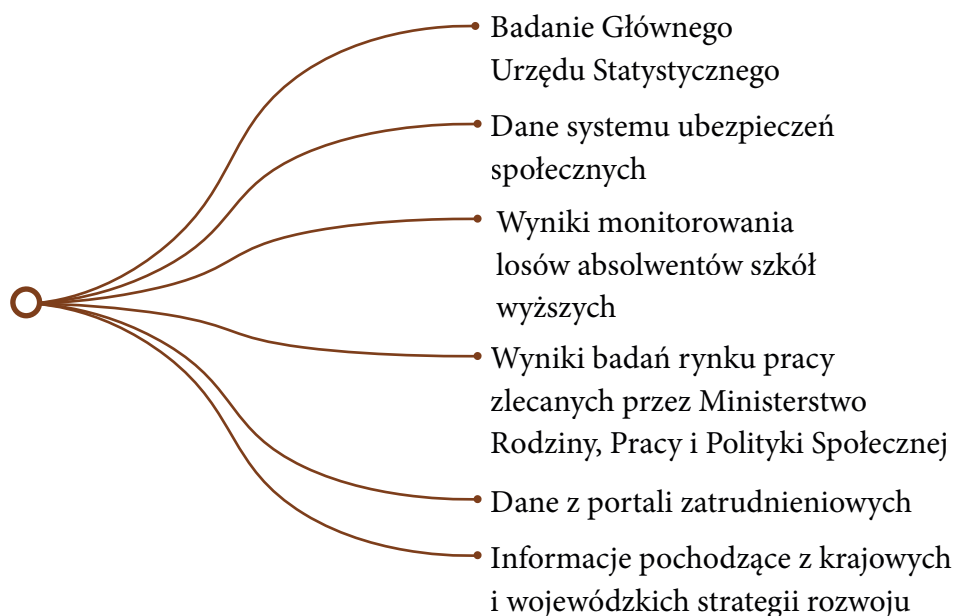 Badanie Głównego
Urzędu Statystycznego
Dane systemu ubezpieczeń
społecznych
Wyniki monitorowania
losów absolwentów szkół
wyższych
Wyniki badań rynku pracy
zlecanych przez Ministerstwo
Rodziny, Pracy i Polityki Społecznej
Dane z portali zatrudnieniowych
Informacje pochodzące z krajowych
i wojewódzkich strategii rozwoju